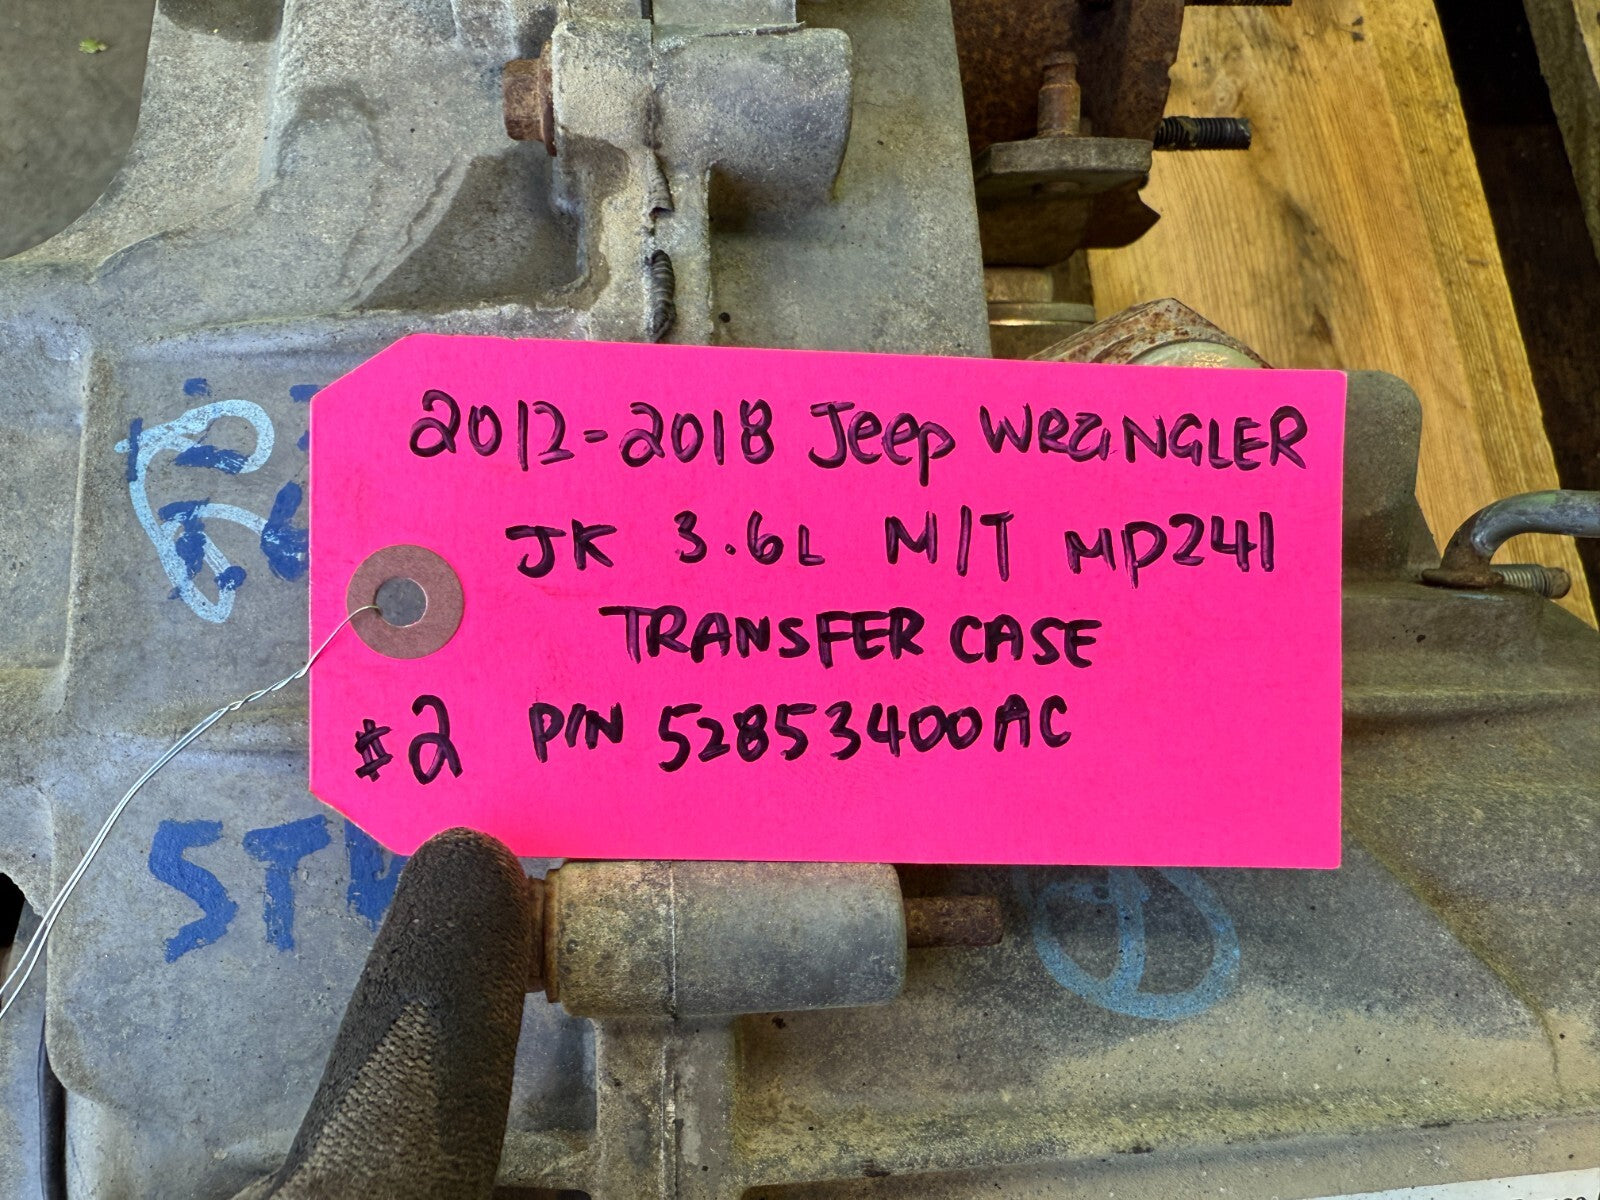 2012-2018 Jeep WRaNGLER
JK 3.6L M/T MP241
TRANSFER CASE
#2 P/N 52853400AC